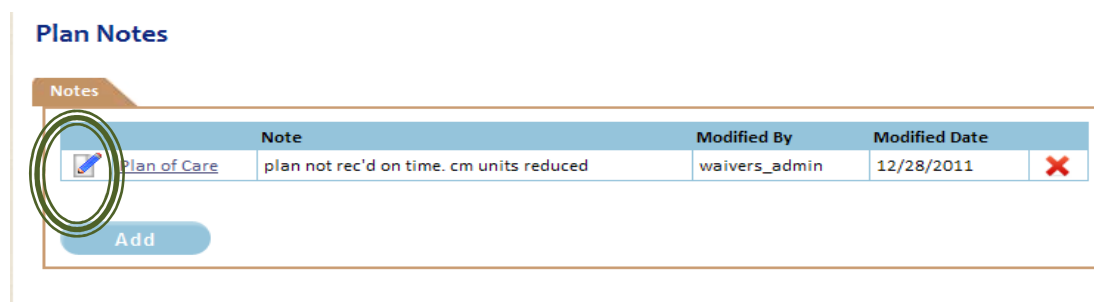 Plan Notes
Notes
Note Modified By Modified Date
Plan of Care plan not rec'd on time. cm units reduced waivers_admin 12/28/2011
Add